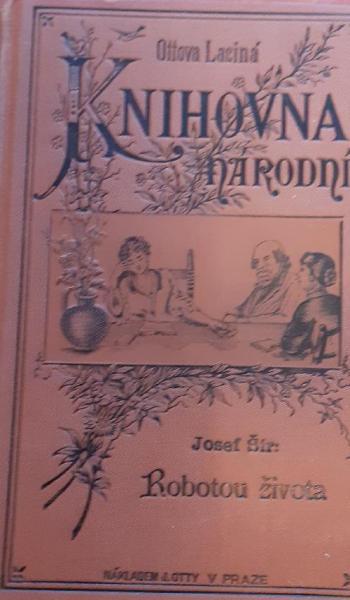 Ottova Laciná
KNIHOVNA
NÁRODNÍ
Josef Šír:
Robotou života
NÁKLADEM J. OTTY V PRAZE